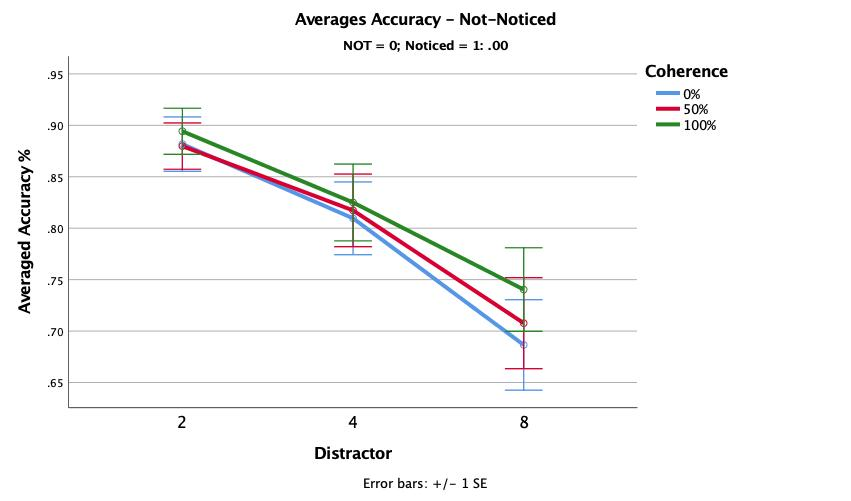 Averages Accuracy – Not-Noticed
NOT = 0; Noticed = 1: .00
Averaged Accuracy %
.95
.90
.85
.80
.75
.70
.65
2 4 8
Distractor
Error bars: +/- 1 SE
Coherence
0%
50%
100%